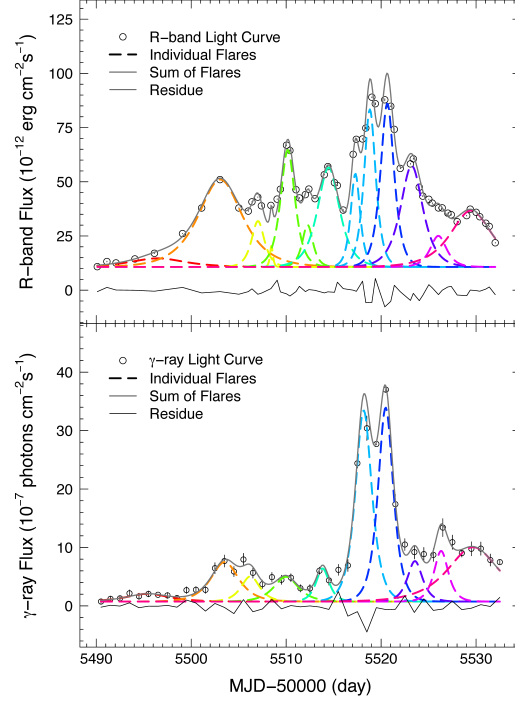 125
100
75
50
25
0
R-band Flux (10⁻¹² erg cm⁻²s⁻¹)
R-band Light Curve
Individual Flares
Sum of Flares
Residue
40
30
20
10
0
γ-ray Flux (10⁻⁷ photons cm⁻²s⁻¹)
γ-ray Light Curve
Individual Flares
Sum of Flares
Residue
5490 5500 5510 5520 5530
MJD-50000 (day)